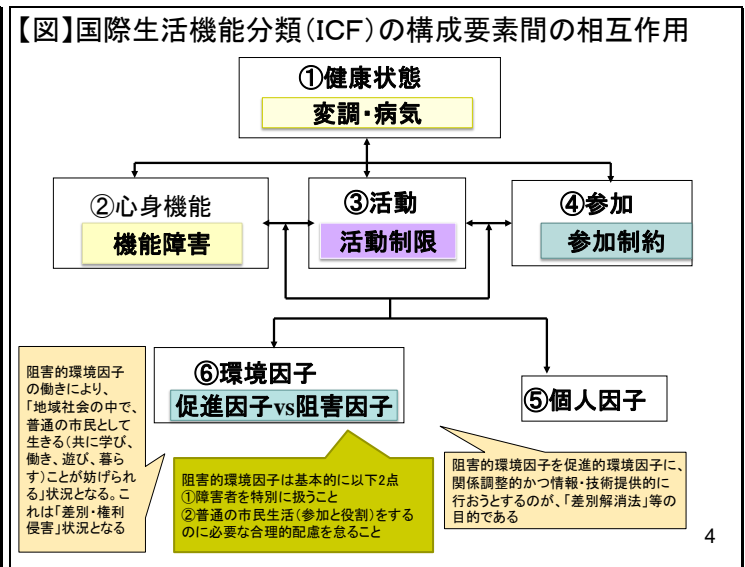 【図】国際生活機能分類（ICF）の構成要素間の相互作用
①健康状態
変調・病気
②心身機能
機能障害
③活動
活動制限
④参加
参加制約
⑥環境因子
促進因子vs阻害因子
⑤個人因子
阻害的環境因子
の働きにより、
「地域社会の中で、
普通の市民として
生きる（共に学び、
働き、遊び、暮ら
す）ことが妨げられ
る」状況となる。こ
れは「差別・権利
侵害」状況となる
阻害的環境因子は基本的に以下2点
①障害者を特別に扱うこと
②普通の市民生活（参加と役割）をする
のに必要な合理的配慮を怠ること
阻害的環境因子を促進的環境因子に、
関係調整的かつ情報・技術提供的に
行おうとするのが、「差別解消法」等の
目的である
4